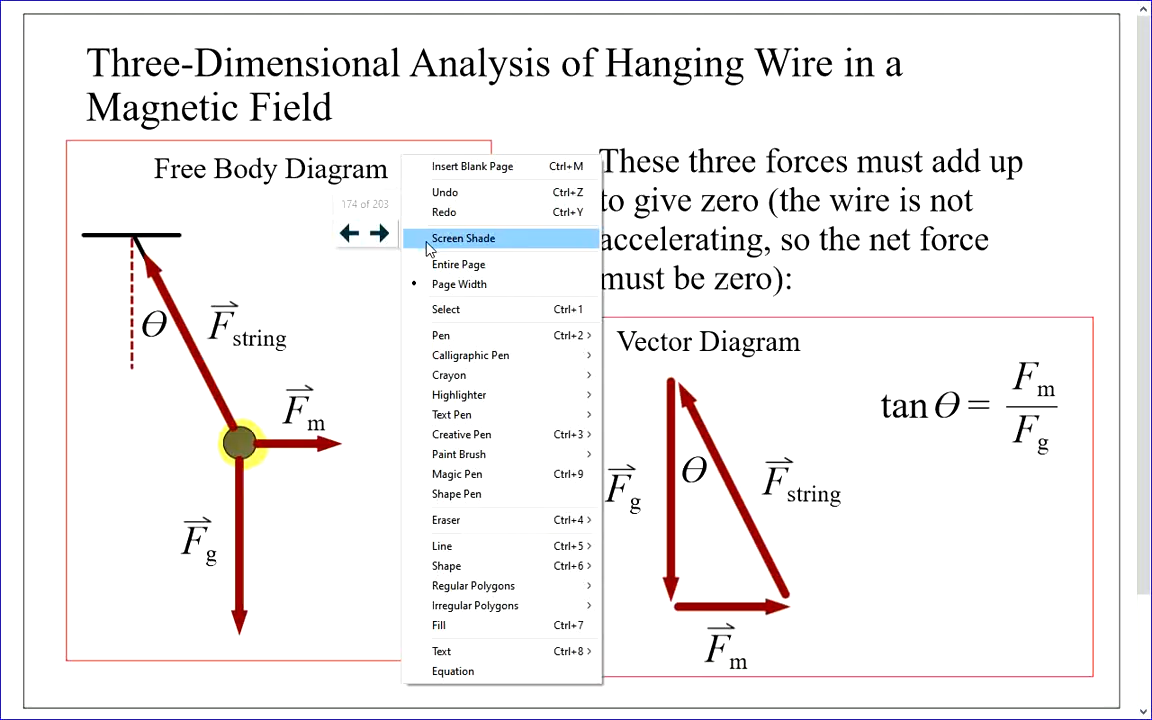 Three-Dimensional Analysis of Hanging Wire in a
Magnetic Field
Free Body Diagram
θ
F string
F m
F g
174 of 203
Insert Blank Page Ctrl+M
Undo Ctrl+Z
Redo Ctrl+Y
Screen Shade
Entire Page
Page Width
Select Ctrl+1
Pen Ctrl+2
Calligraphic Pen
Crayon
Highlighter
Text Pen
Creative Pen Ctrl+3
Paint Brush
Magic Pen Ctrl+9
Shape Pen
Eraser Ctrl+4
Line Ctrl+5
Shape Ctrl+6
Regular Polygons
Irregular Polygons
Fill Ctrl+7
Text Ctrl+8
Equation
These three forces must add up
to give zero (the wire is not
accelerating, so the net force
must be zero):
Vector Diagram
F g
θ
F string
F m
tan θ = F m / F g